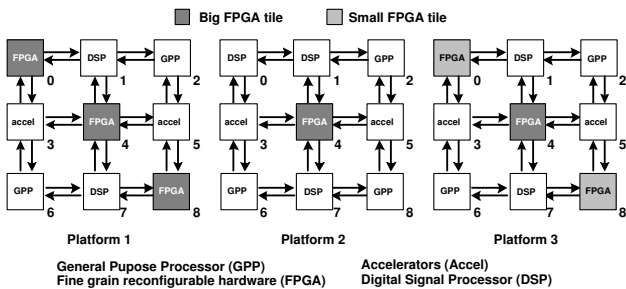 Big FPGA tile Small FPGA tile
FPGA DSP GPP DSP DSP GPP FPGA DSP GPP
0 1 2 0 1 2 0 1 2
accel FPGA accel accel FPGA accel accel FPGA accel
3 4 5 3 4 5 3 4 5
GPP DSP FPGA GPP DSP GPP GPP DSP FPGA
6 7 8 6 7 8 6 7 8
Platform 1 Platform 2 Platform 3
General Pupose Processor (GPP) Accelerators (Accel)
Fine grain reconfigurable hardware (FPGA) Digital Signal Processor (DSP)